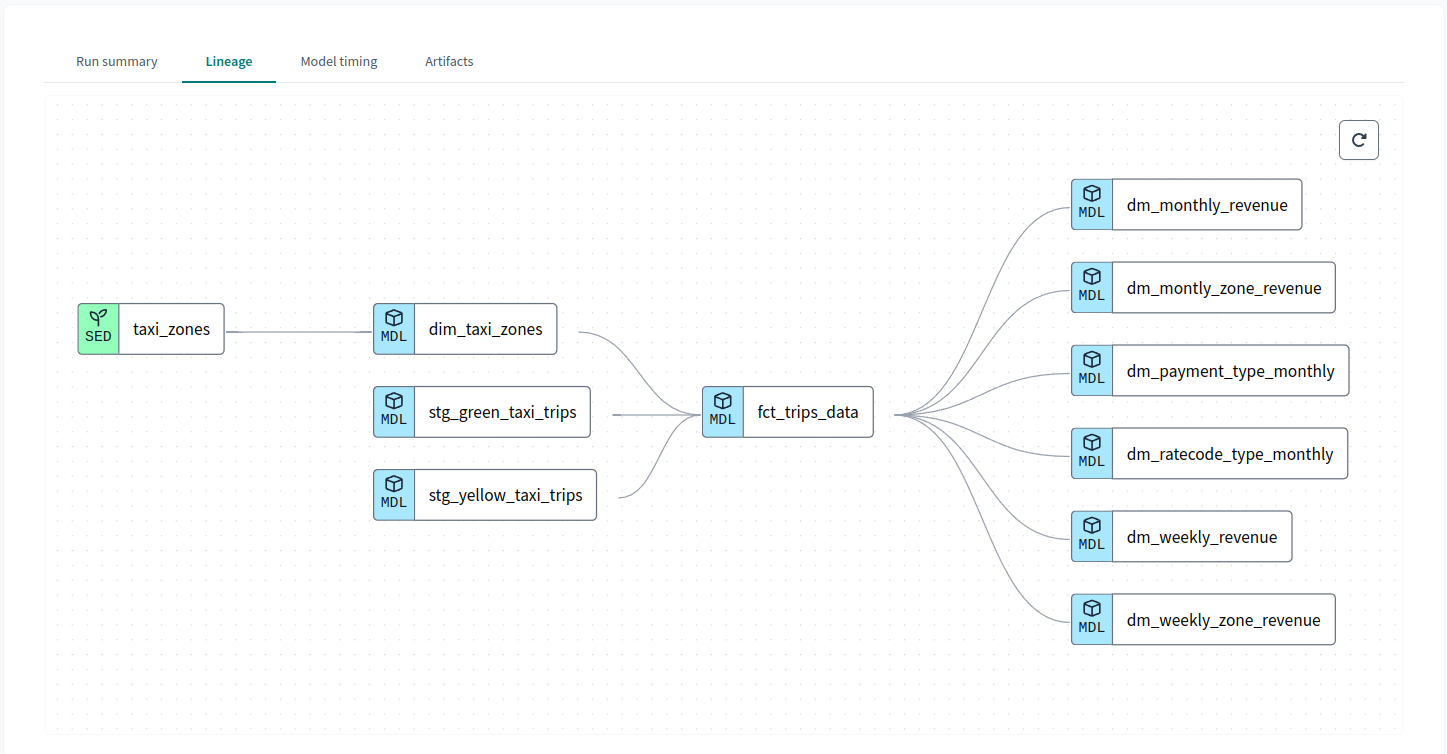 Run summary Lineage Model timing Artifacts
MDL dm_monthly_revenue
MDL dm_montly_zone_revenue
SED taxi_zones MDL dim_taxi_zones
MDL dm_payment_type_monthly
MDL stg_green_taxi_trips MDL fct_trips_data
MDL dm_ratecode_type_monthly
MDL stg_yellow_taxi_trips
MDL dm_weekly_revenue
MDL dm_weekly_zone_revenue